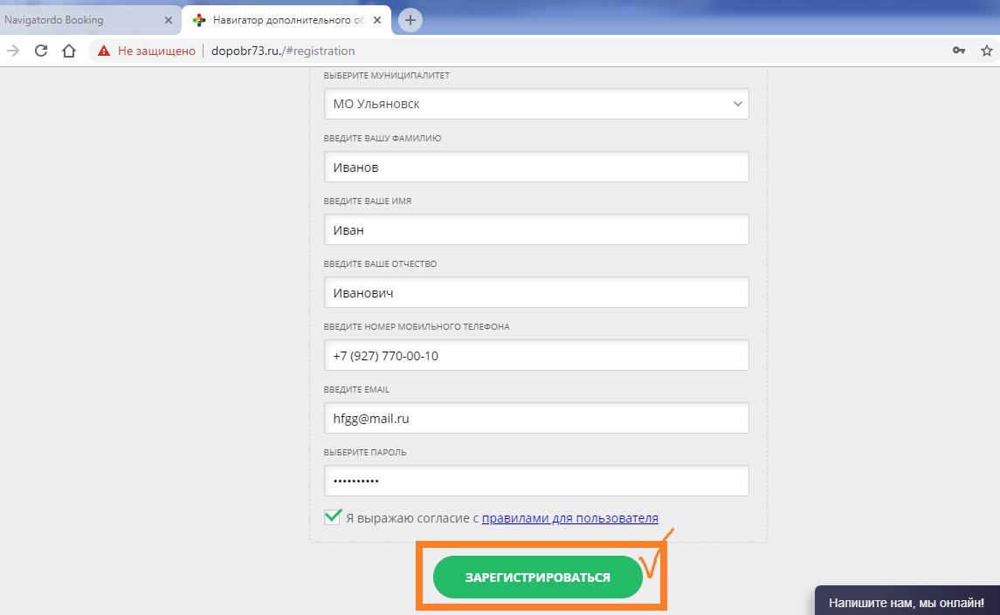 Navigatordo Booking
Навигатор дополнительного об
Не защищено
dopobr73.ru./#registration
ВЫБЕРИТЕ МУНИЦИПАЛИТЕТ
МО Ульяновск
ВВЕДИТЕ ВАШУ ФАМИЛИЮ
Иванов
ВВЕДИТЕ ВАШЕ ИМЯ
Иван
ВВЕДИТЕ ВАШЕ ОТЧЕСТВО
Иванович
ВВЕДИТЕ НОМЕР МОБИЛЬНОГО ТЕЛЕФОНА
+7 (927) 770-00-10
ВВЕДИТЕ EMAIL
hfgg@mail.ru
ВЫБЕРИТЕ ПАРОЛЬ
••••••••••
Я выражаю согласие с правилами для пользователя
ЗАРЕГИСТРИРОВАТЬСЯ
Напишите нам, мы онлайн!